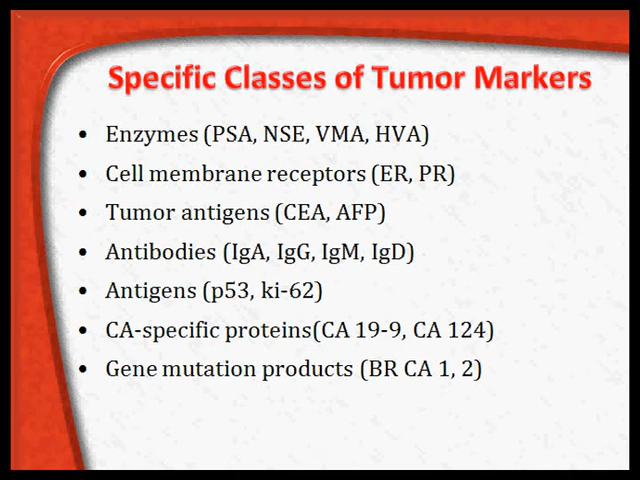 Specific Classes of Tumor Markers
• Enzymes (PSA, NSE, VMA, HVA)
• Cell membrane receptors (ER, PR)
• Tumor antigens (CEA, AFP)
• Antibodies (IgA, IgG, IgM, IgD)
• Antigens (p53, ki-62)
• CA-specific proteins(CA 19-9, CA 124)
• Gene mutation products (BR CA 1, 2)